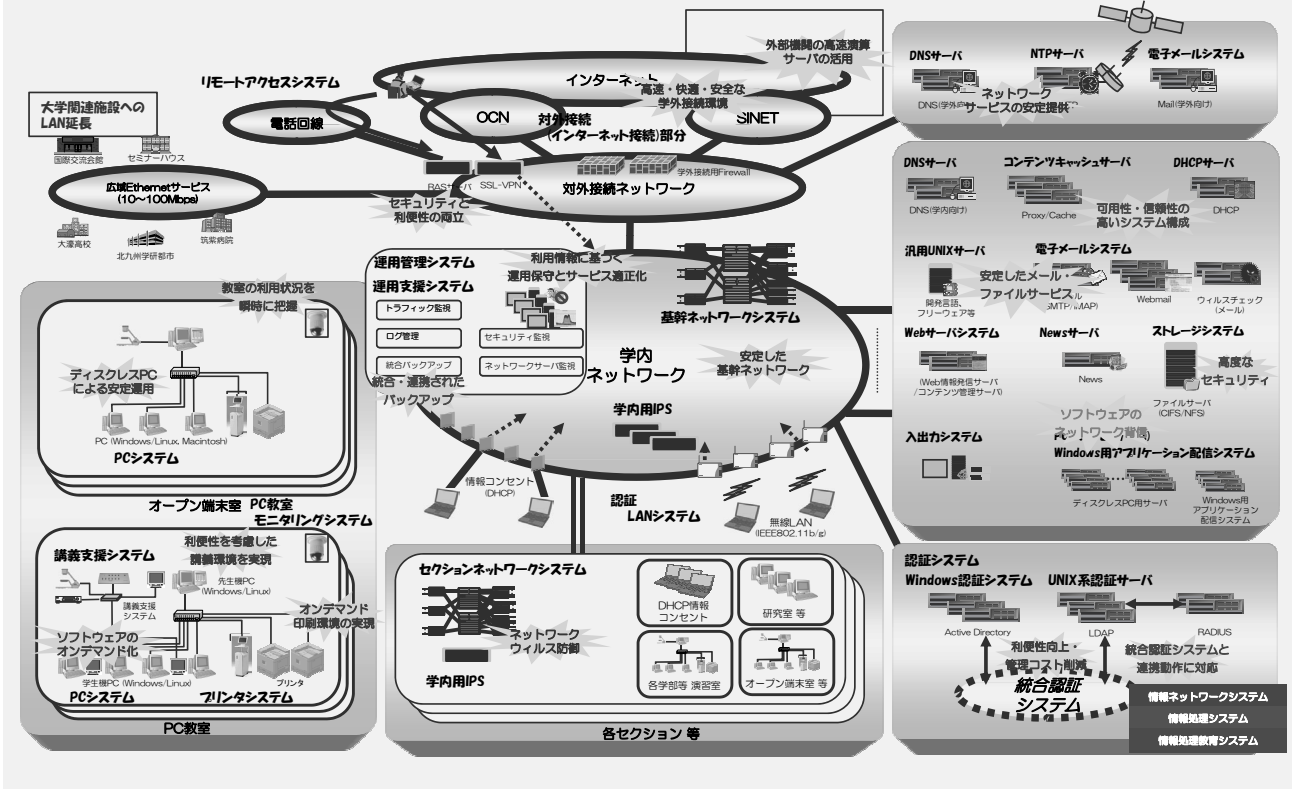 外部機関の高速演算
サーバの活用
リモートアクセスシステム
インターネット
高速・快適・安全な
学外接続環境
大学関連施設への
LAN延長
国際交流会館
セミナーハウス
電話回線
OCN
対外接続
(インターネット接続)部分
SINET
RASサーバ
SSL-VPN
学外接続用Firewall
対外接続ネットワーク
広域Ethernetサービス
(10〜100Mbps)
セキュリティと
利便性の両立
大濠高校
北九州学研都市
筑紫病院
DNSサーバ
NTPサーバ
電子メールシステム
DNS(学外向け)
ネットワーク
サービスの安定提供
Mail(学外向け)
DNSサーバ
コンテンツキャッシュサーバ
DHCPサーバ
DNS(学内向け)
Proxy/Cache
可用性・信頼性の
高いシステム構成
DHCP
汎用UNIXサーバ
電子メールシステム
安定したメール・
ファイルサービス
開発言語、
フリーウェア等
Webmail
ウィルスチェック
(メール)
Webサーバシステム
Newsサーバ
ストレージシステム
(Web情報発信サーバ
/コンテンツ管理サーバ)
News
高度な
セキュリティ
ファイルサーバ
(CIFS/NFS)
ソフトウェアの
ネットワーク背信
入出力システム
Windows用アプリケーション配信システム
ディスクレスPC用サーバ
Windows用
アプリケーション
配信システム
運用管理システム
運用支援システム
利用情報に基づく
運用保守とサービス適正化
トラフィック監視
ログ管理
統合バックアップ
セキュリティ監視
ネットワークサーバ監視
統合・連携された
バックアップ
基幹ネットワークシステム
学内
ネットワーク
安定した
基幹ネットワーク
学内用IPS
情報コンセント
(DHCP)
認証
LANシステム
無線LAN
(IEEE802.11b/g)
教室の利用状況を
瞬時に把握
ディスクレスPC
による安定運用
PC (Windows/Linux, Macintosh)
PCシステム
オープン端末室
PC教室
モニタリングシステム
講義支援システム
利便性を考慮した
講義環境を実現
先生機PC
(Windows/Linux)
講義支援
システム
オンデマンド
印刷環境の実現
ソフトウェアの
オンデマンド化
学生機PC (Windows/Linux)
プリンタ
PCシステム
プリンタシステム
PC教室
セクションネットワークシステム
ネットワーク
ウィルス防御
学内用IPS
DHCP情報
コンセント
研究室 等
各学部等 演習室
オープン端末室 等
各セクション 等
認証システム
Windows認証システム
UNIX系認証サーバ
Active Directory
LDAP
RADIUS
利便性向上・
管理コスト削減
統合認証システムと
連携動作に対応
統合認証
システム
情報ネットワークシステム
情報処理システム
情報処理教育システム